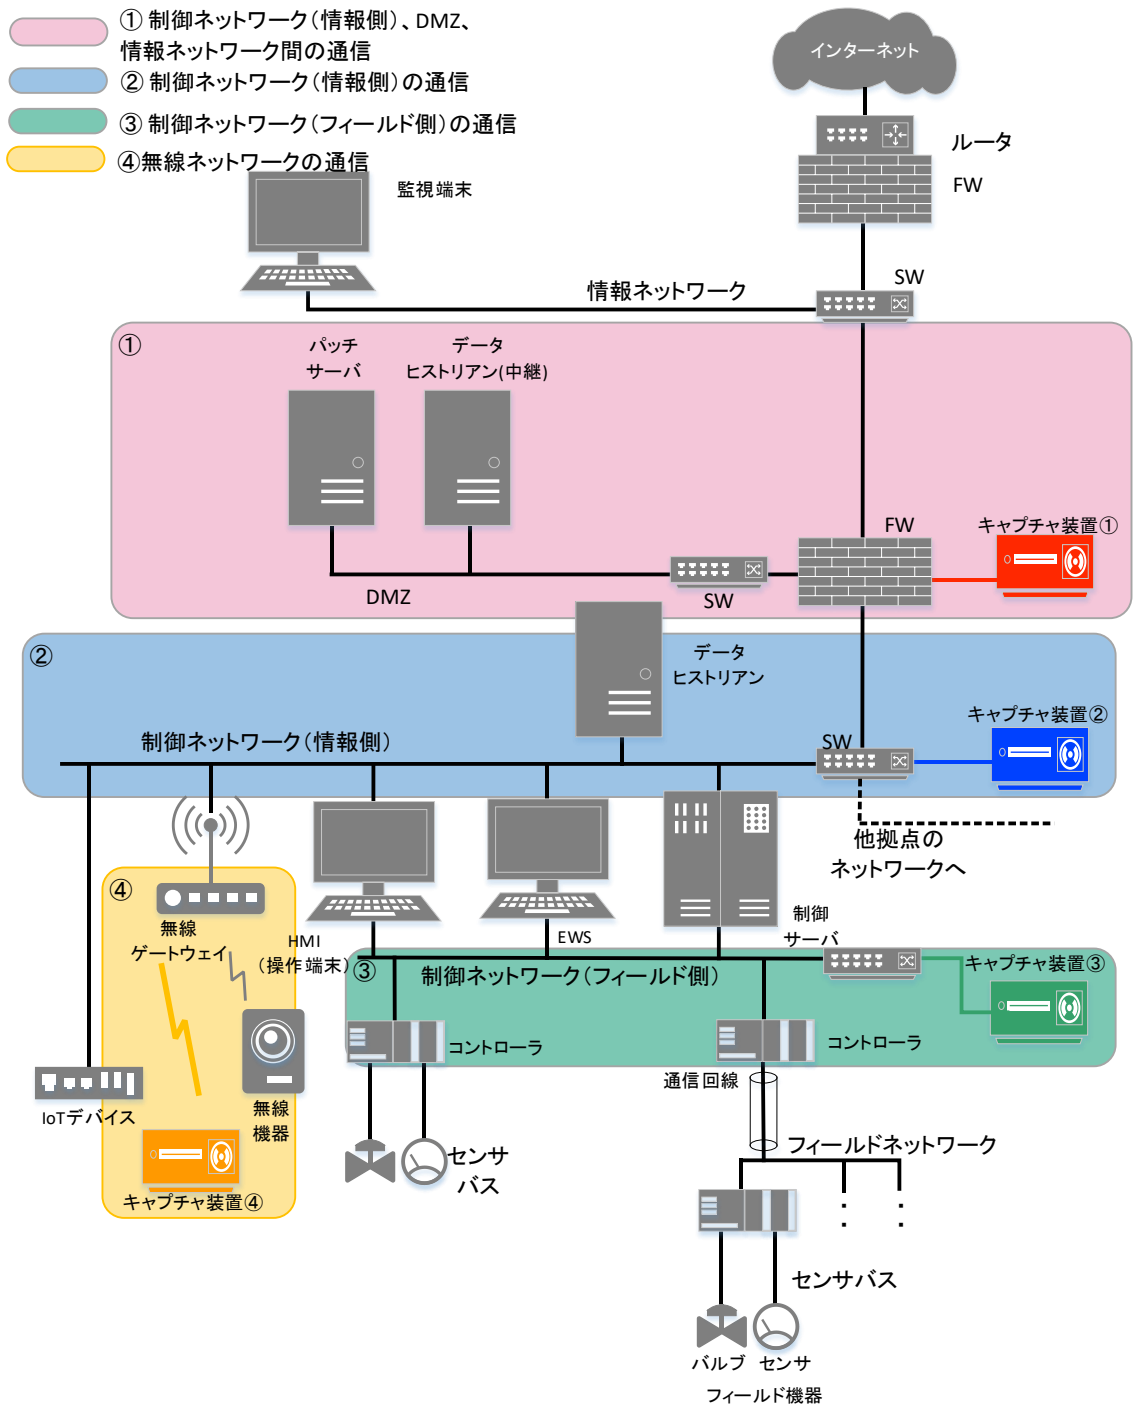 ① 制御ネットワーク(情報側)、DMZ、
情報ネットワーク間の通信
② 制御ネットワーク(情報側)の通信
③ 制御ネットワーク(フィールド側)の通信
④無線ネットワークの通信
インターネット
ルータ
FW
監視端末
SW
情報ネットワーク
①
パッチ
サーバ
データ
ヒストリアン(中継)
FW
キャプチャ装置①
DMZ
SW
②
データ
ヒストリアン
キャプチャ装置②
制御ネットワーク(情報側)
SW
他拠点の
ネットワークへ
④
無線
ゲートウェイ
HMI
(操作端末)
EWS
制御
サーバ
③
制御ネットワーク(フィールド側)
キャプチャ装置③
コントローラ
コントローラ
通信回線
IoTデバイス
無線
機器
キャプチャ装置④
センサ
バス
フィールドネットワーク
センサバス
バルブ
センサ
フィールド機器